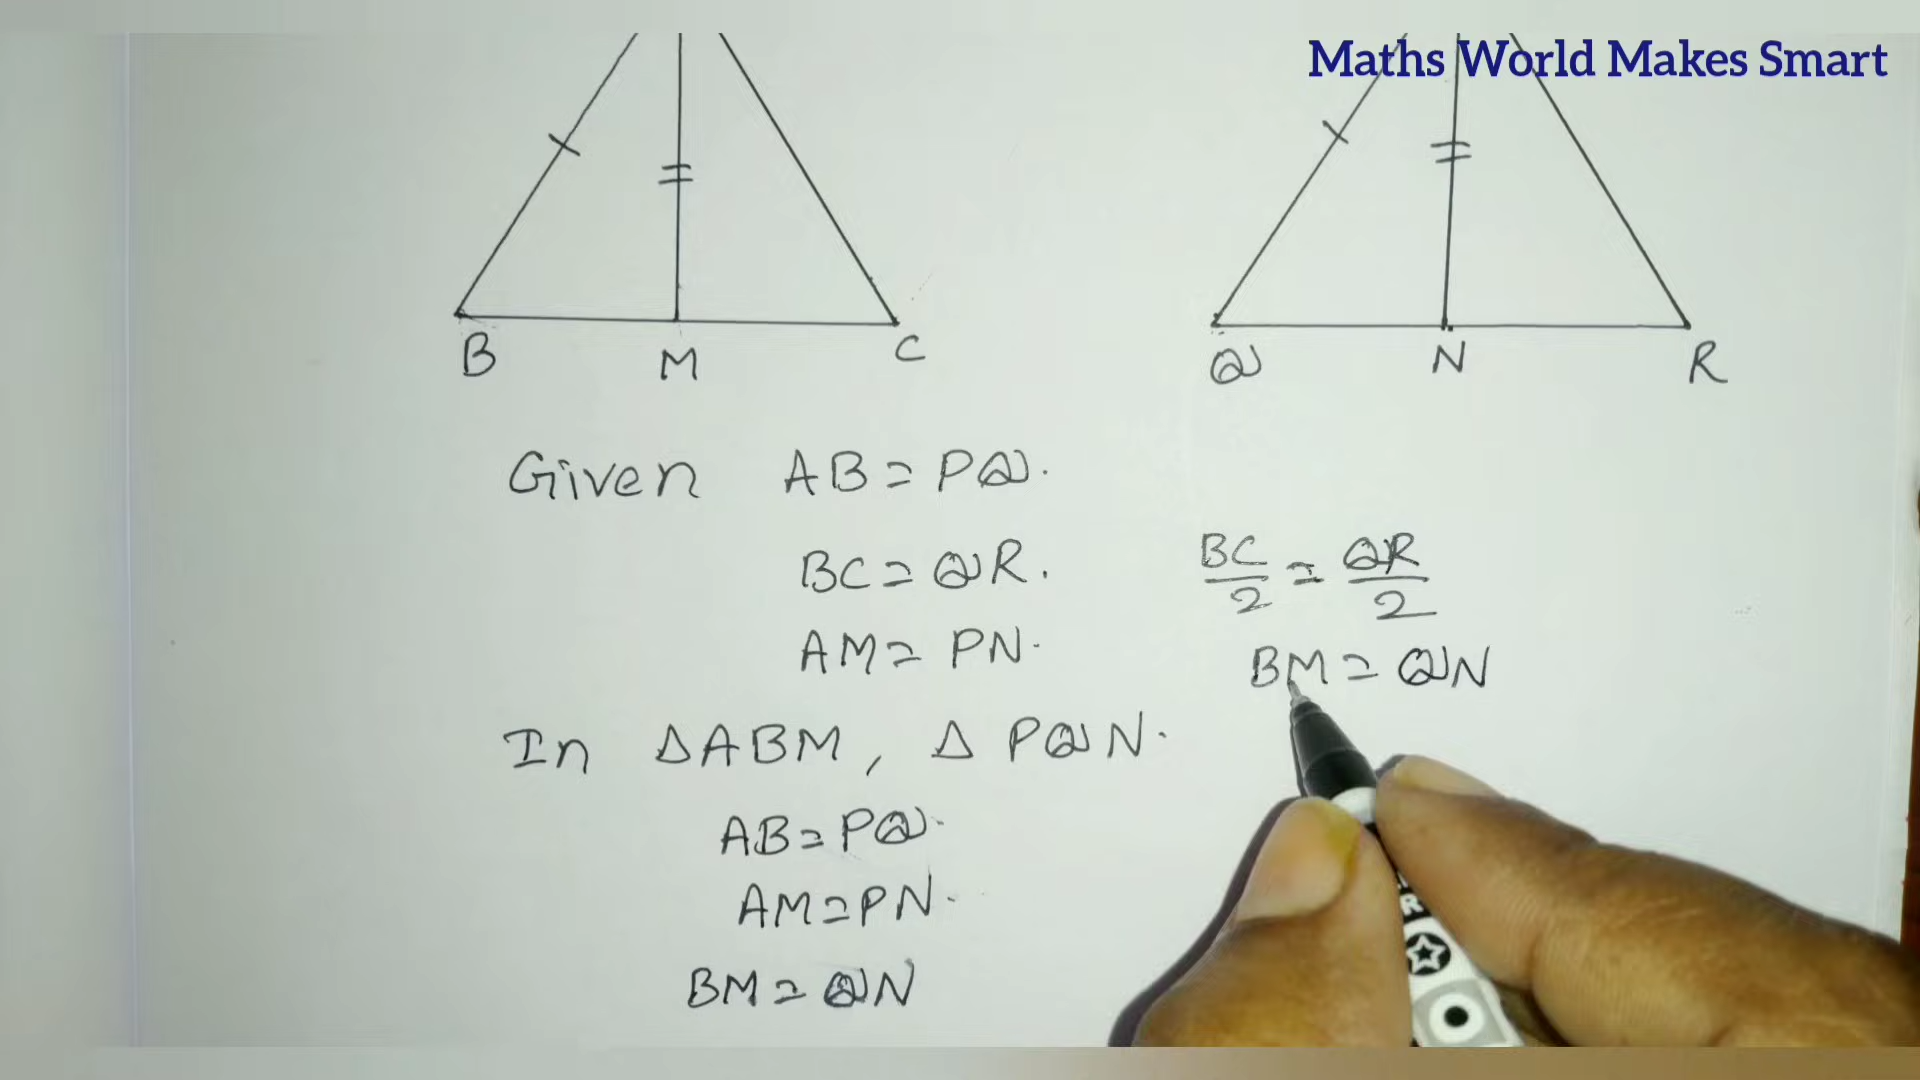 Maths World Makes Smart
B M C
Q N R
Given AB = PQ.
BC = QR.
BC/2 = QR/2
AM = PN.
BM = QN
In ΔABM, Δ PQN.
AB = PQ.
AM = PN.
BM = QN